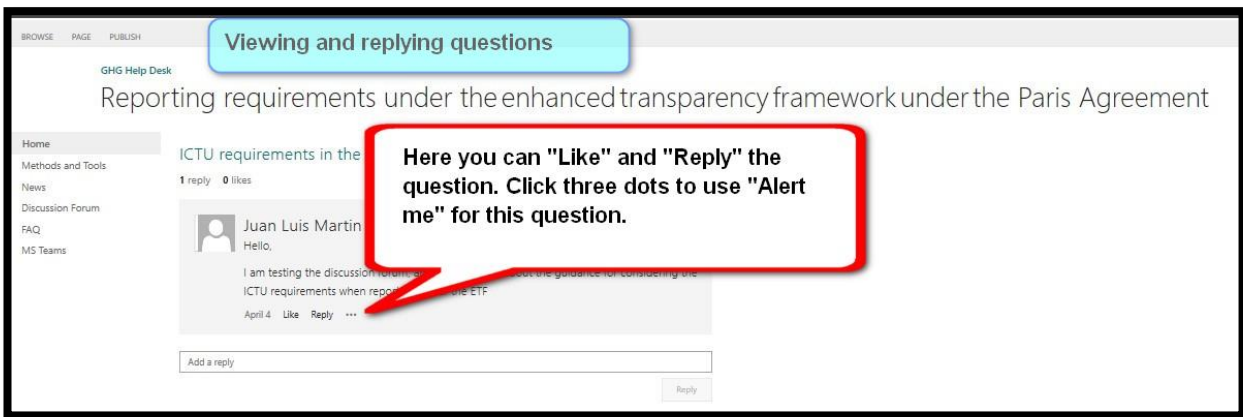 BROWSE PAGE PUBLISH
Viewing and replying questions
GHG Help Desk
Reporting requirements under the enhanced transparency framework under the Paris Agreement
Home
Methods and Tools
News
Discussion Forum
FAQ
MS Teams
ICTU requirements in the
1 reply 0 likes
Here you can "Like" and "Reply" the
question. Click three dots to use "Alert
me" for this question.
Juan Luis Martin
Hello,
I am testing the discussion forum, about the guidance for considering the
ICTU requirements when the ETF
April 4 Like Reply ···
Add a reply
Reply